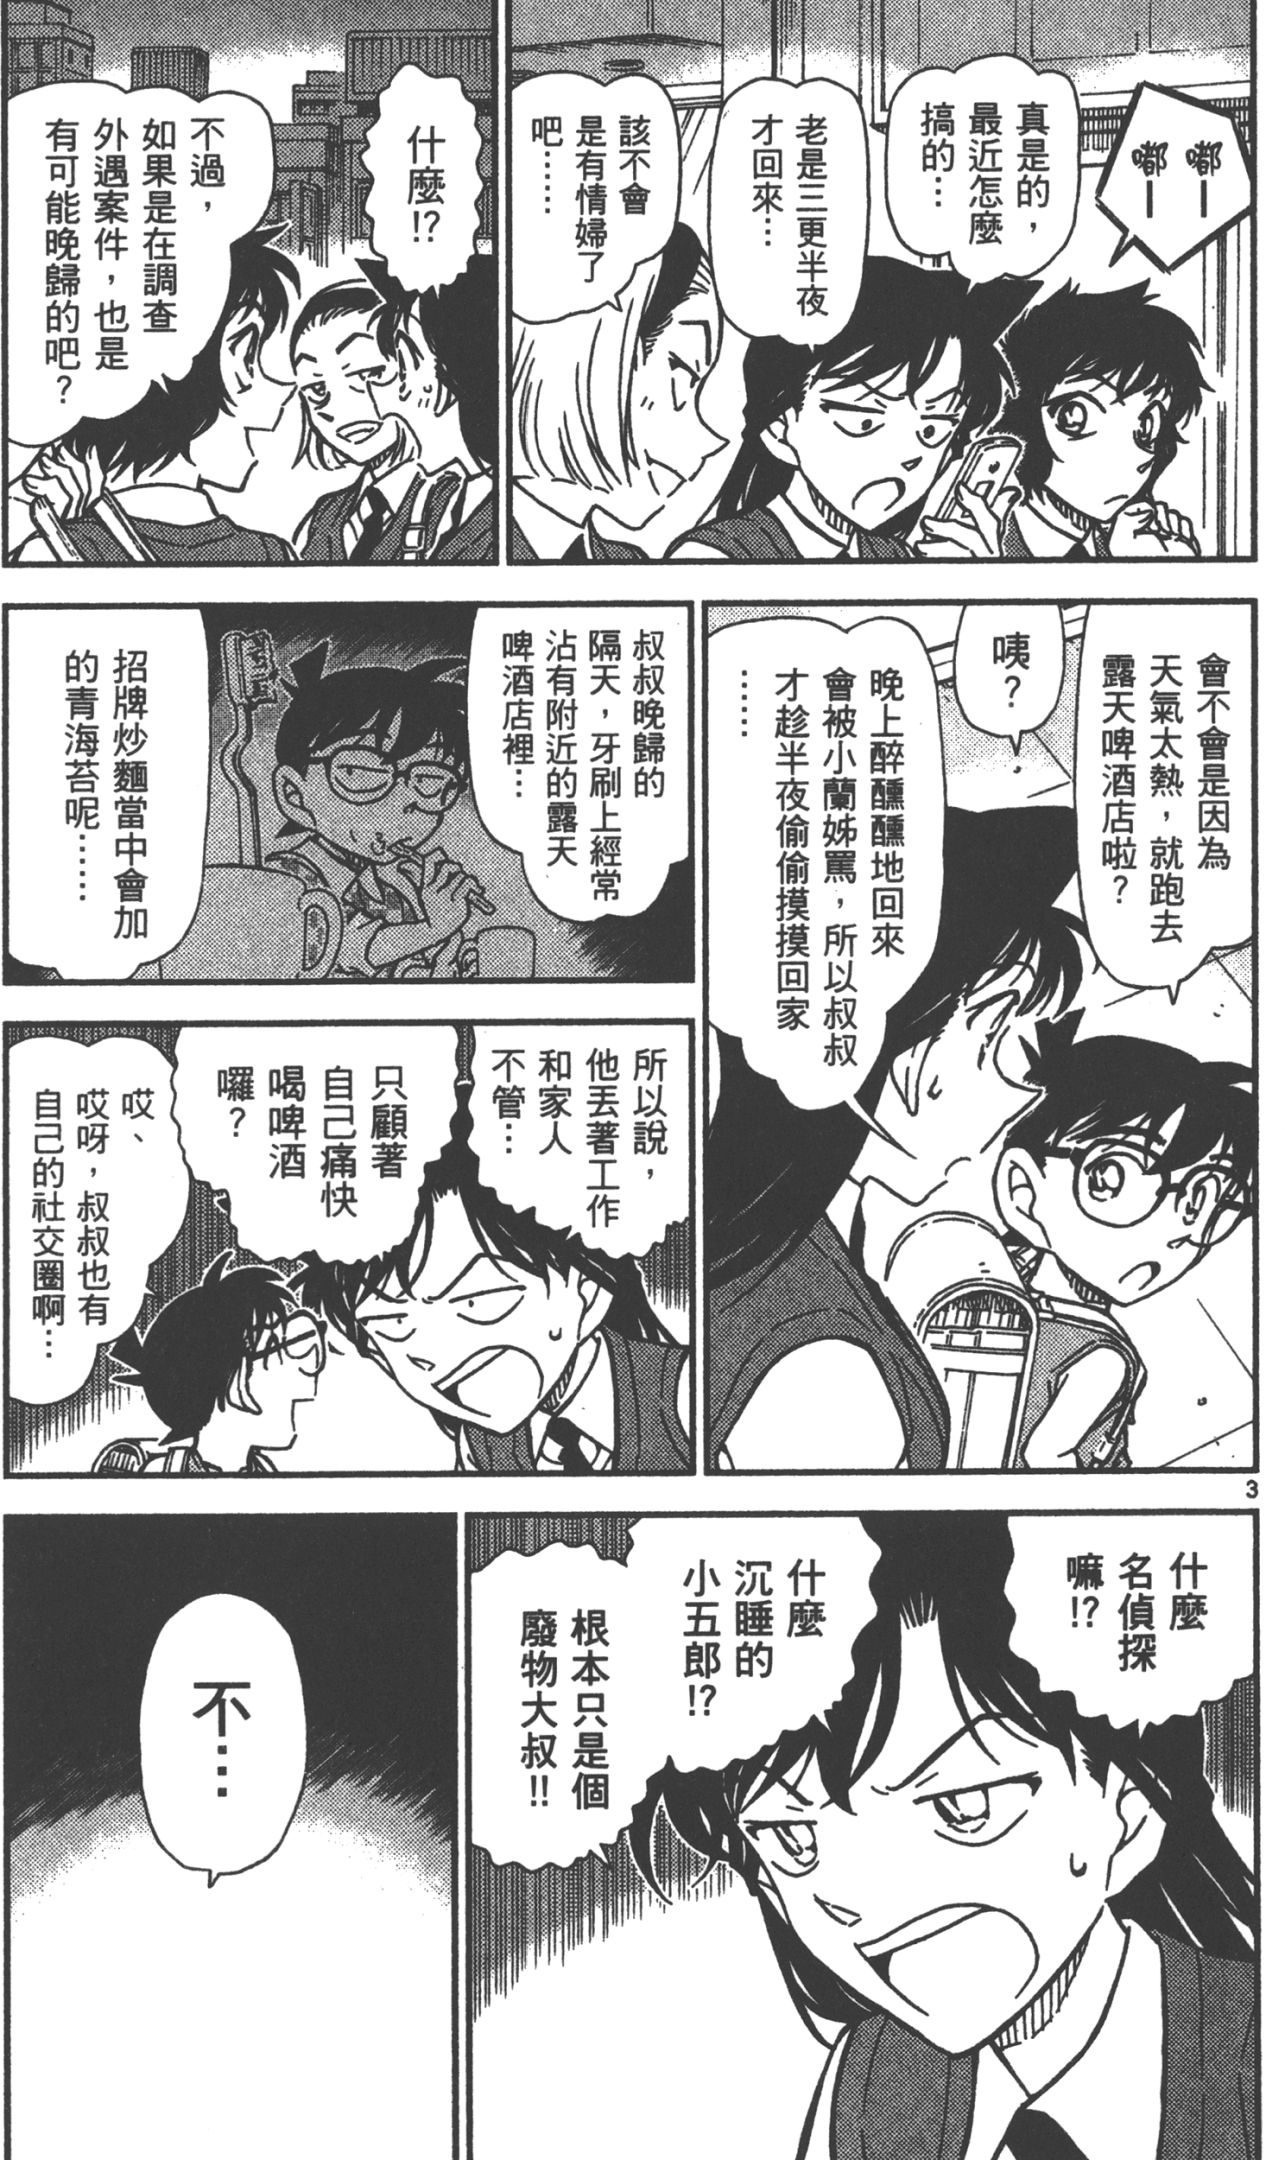 嘟—
嘟—
真是的，
最近怎麼
搞的…
老是三更半夜
才回來…
該不會
是有情婦了
吧……
什麼!?
不過，
如果是在調查
外遇案件，也是
有可能晚歸的吧？
會不會是因為
天氣太熱，就跑去
露天啤酒店啦？
咦？
晚上醉醺醺地回來
會被小蘭姊罵，所以叔叔
才趁半夜偷偷摸摸回家
……
叔叔晚歸的
隔天，牙刷上經常
沾有附近的露天
啤酒店裡…
招牌炒麵當中會加
的青海苔呢……
所以說，
他丟著工作
和家人
不管…
只顧著
自己痛快
喝啤酒
囉？
哎、
哎呀，叔叔也有
自己的社交圈啊…
3
什麼
名偵探
嘛!?
什麼
沉睡的
小五郎!?
根本只是個
廢物大叔!!
不…